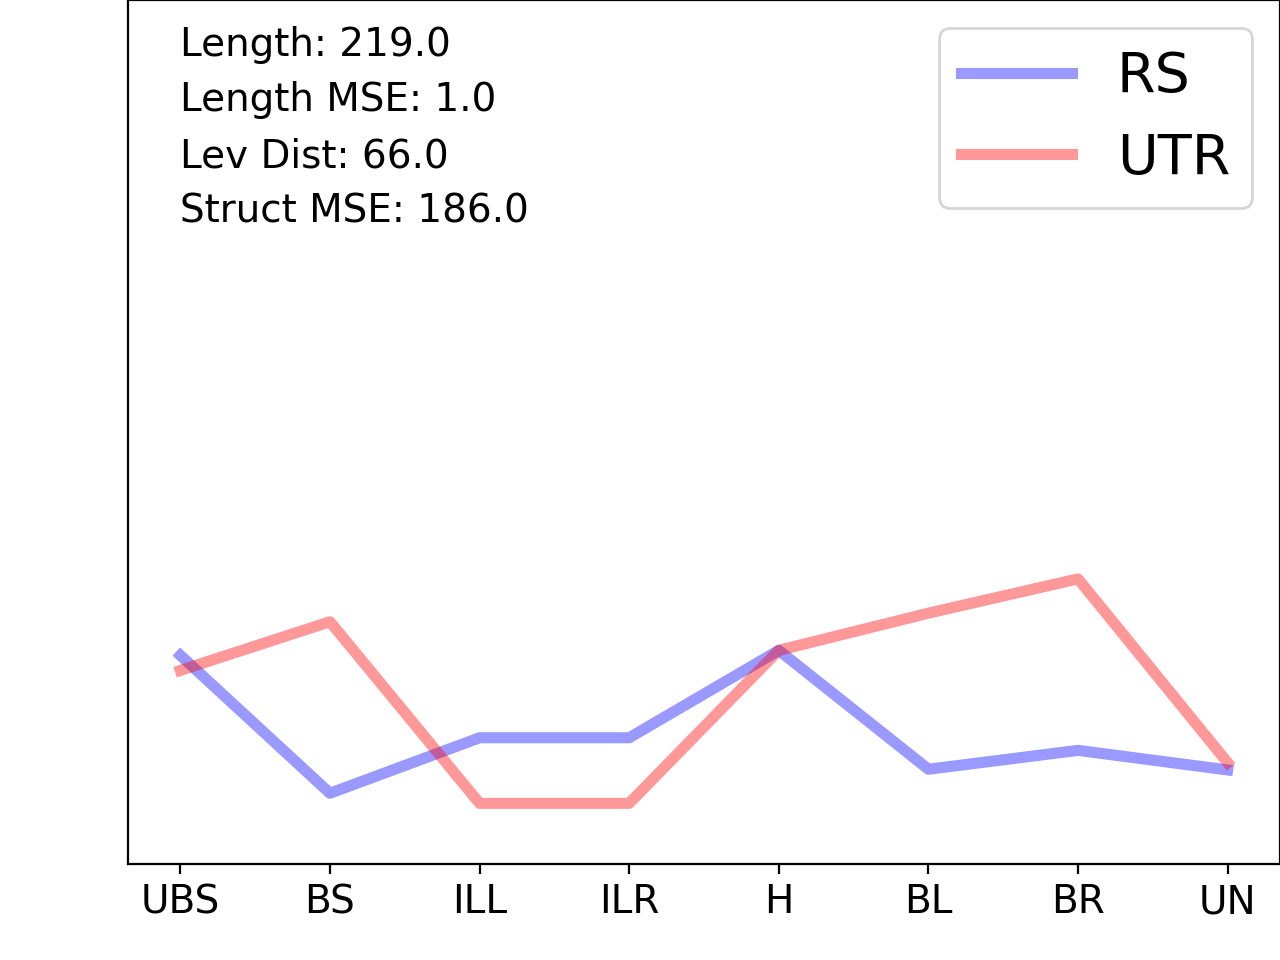 Length: 219.0
Length MSE: 1.0
Lev Dist: 66.0
Struct MSE: 186.0
RS
UTR
UBS BS ILL ILR H BL BR UN